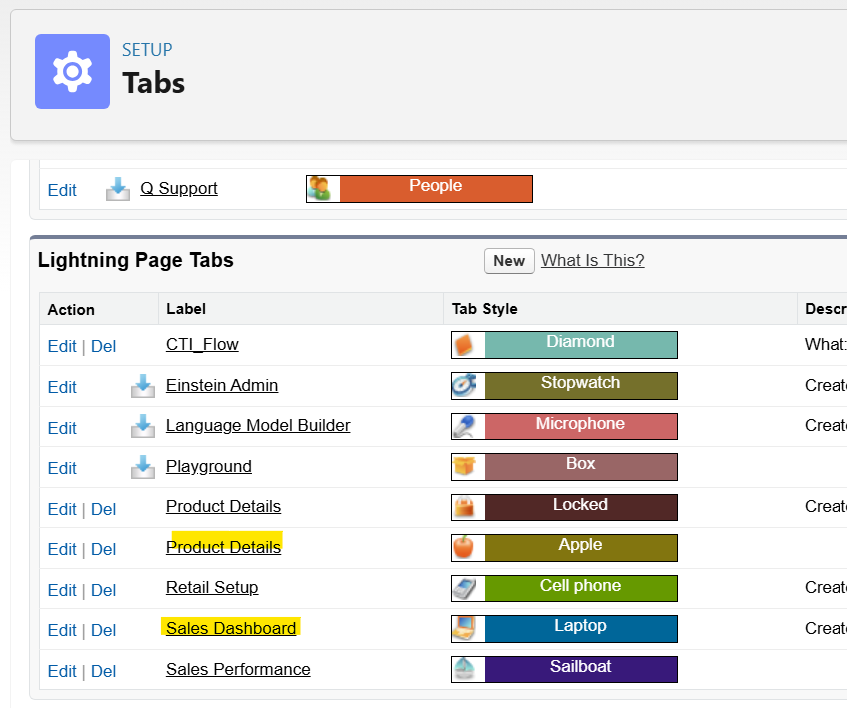 SETUP
Tabs
Edit Q Support People
Lightning Page Tabs New What Is This?
Action Label Tab Style Descr
Edit | Del CTI_Flow Diamond What:
Edit Einstein Admin Stopwatch Create
Edit Language Model Builder Microphone Create
Edit Playground Box
Edit | Del Product Details Locked Create
Edit | Del Product Details Apple
Edit | Del Retail Setup Cell phone Create
Edit | Del Sales Dashboard Laptop Create
Edit | Del Sales Performance Sailboat